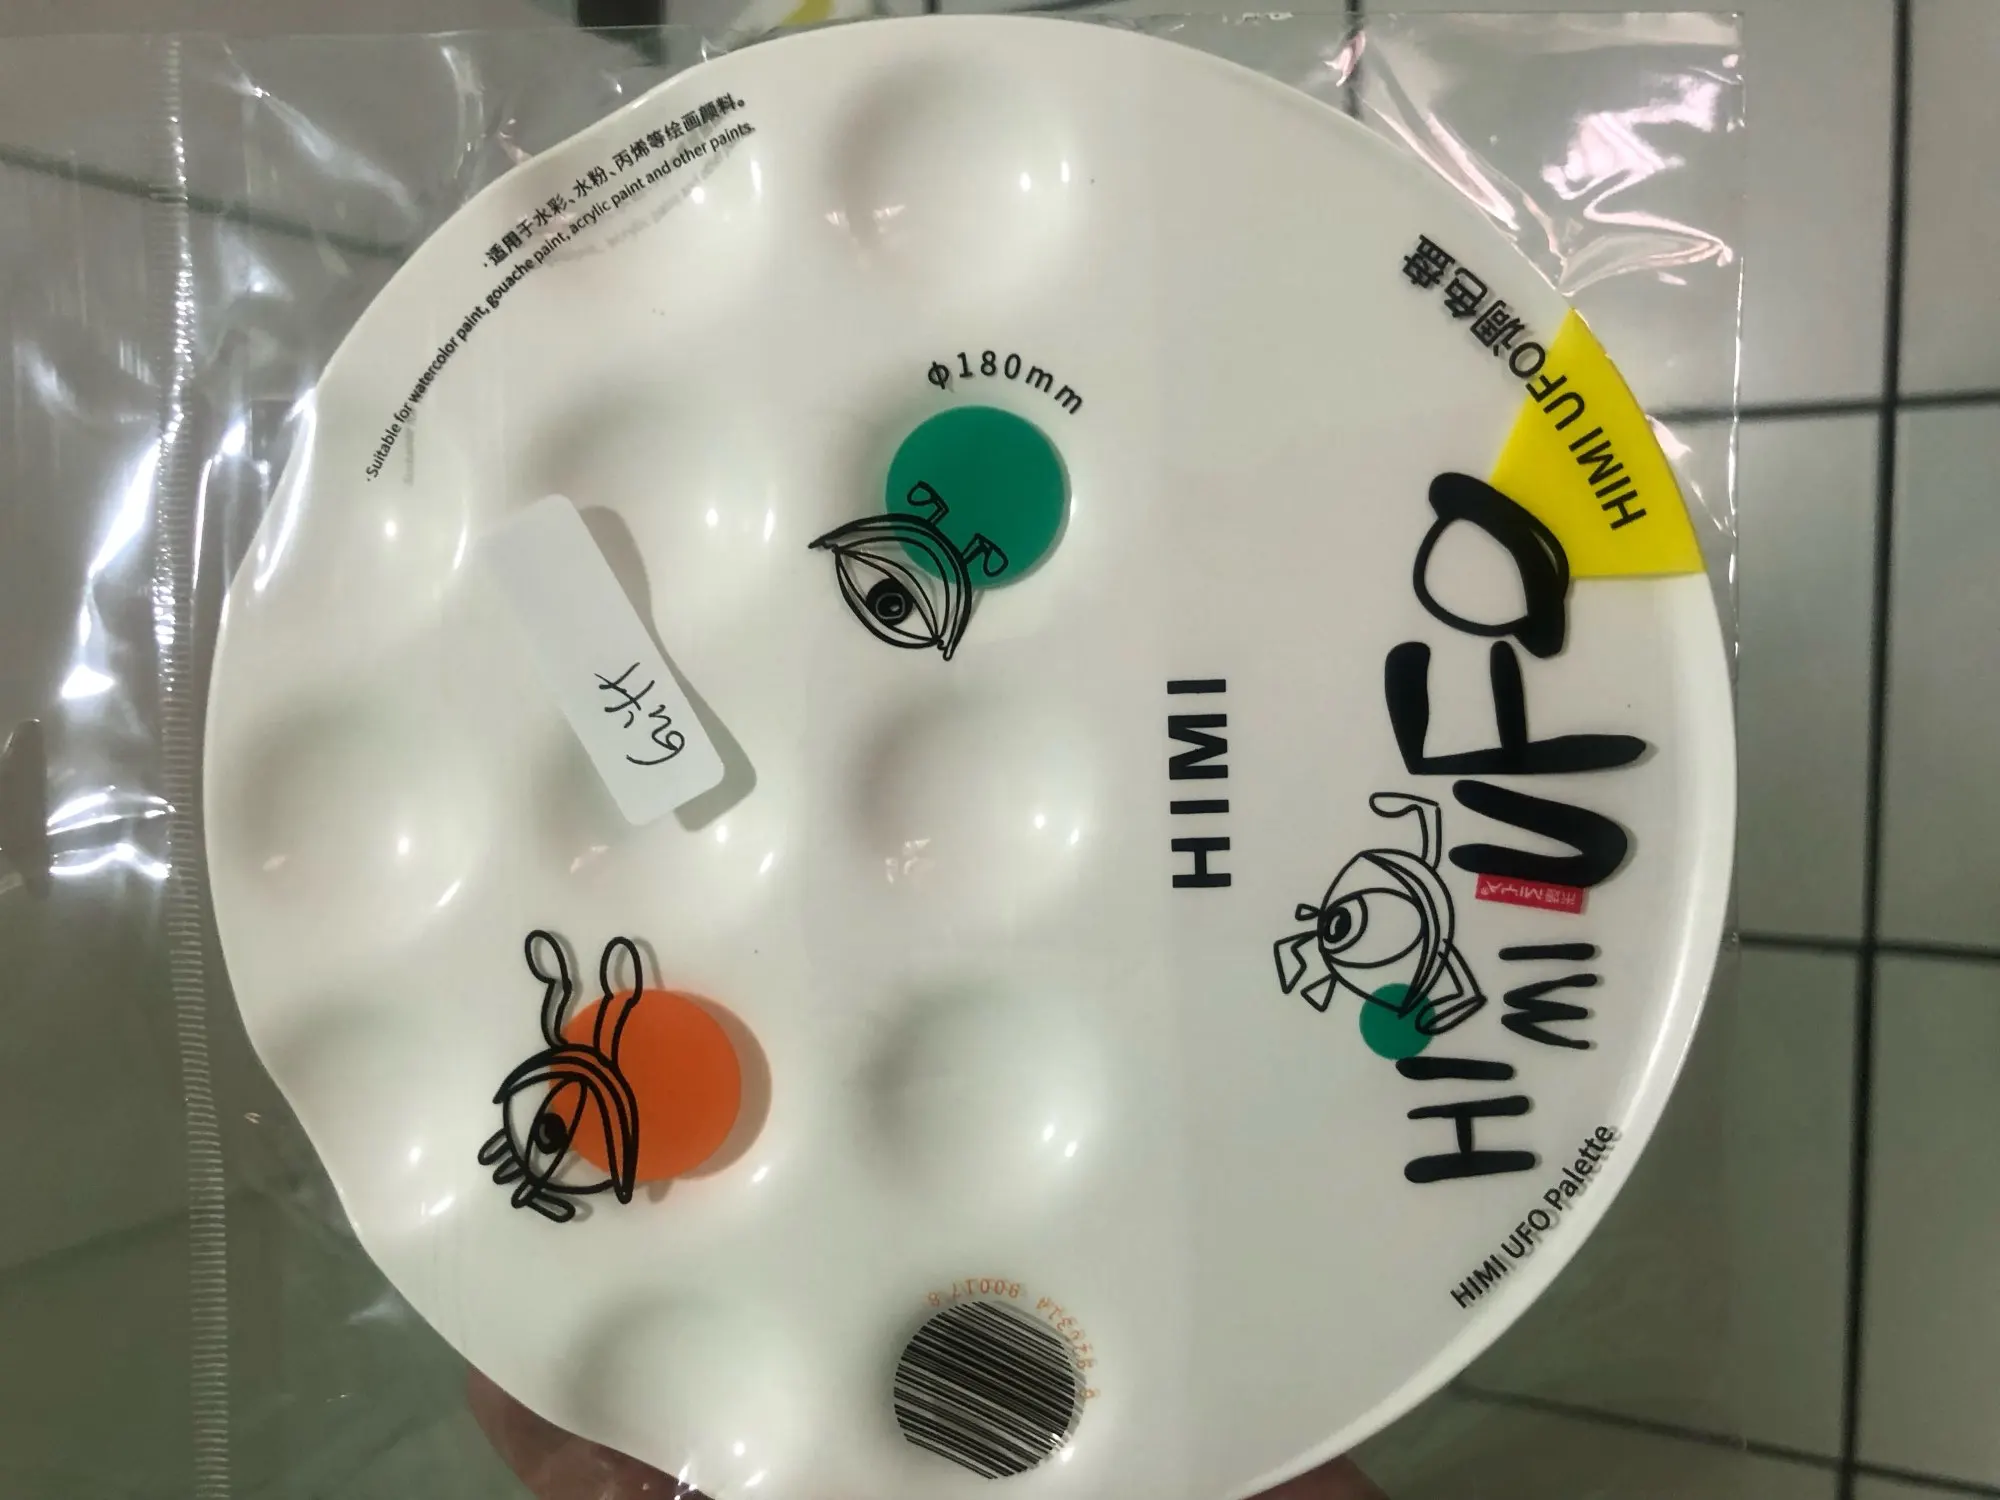 ·适用于水彩、水粉、丙烯等绘画颜料。
·Suitable for watercolor paint, gouache paint, acrylic paint and other paints.
Φ180mm
HIMI
HIMI UFO调色盘
HIMI UFO
HIMI UFO Palette